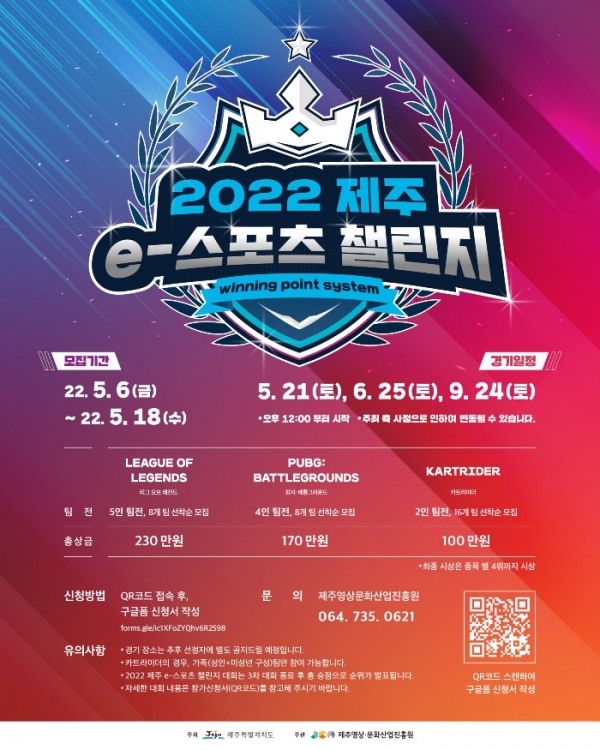 2022 제주
e-스포츠 챌린지
winning point system
모집기간
22. 5. 6(금)
~ 22. 5. 18(수)
경기일정
5. 21(토), 6. 25(토), 9. 24(토)
*오후 12:00 부터 시작 *주최 측 사정으로 인하여 변동될 수 있습니다.
LEAGUE OF LEGENDS
리그 오브 레전드
PUBG: BATTLEGROUNDS
펍지: 배틀그라운드
KARTRIDER
카트라이더
팀 전 5인 팀전, 8개 팀 선착순 모집 4인 팀전, 8개 팀 선착순 모집 2인 팀전, 16개 팀 선착순 모집
총상금 230 만원 170 만원 100 만원
*최종 시상은 종목 별 4위까지 시상
신청방법 QR코드 접속 후,
구글폼 신청서 작성
forms.gle/ic1XFoZYQhv6R2S98
문 의 제주영상문화산업진흥원
064. 735. 0621
유의사항
• 경기 장소는 추후 선정자에 별도 공지드릴 예정입니다.
• 카트라이더의 경우, 가족(성인+미성년 구성)팀만 참여 가능합니다.
• 2022 제주 e-스포츠 챌린지 대회는 3차 대회 종료 후 총 승점으로 순위가 발표됩니다.
• 자세한 대회 내용은 참가신청서(QR코드)를 참고해 주시기 바랍니다.
QR코드 스캔하여
구글폼 신청서 작성
주최 Jeju 제주특별자치도 주관 제주영상·문화산업진흥원